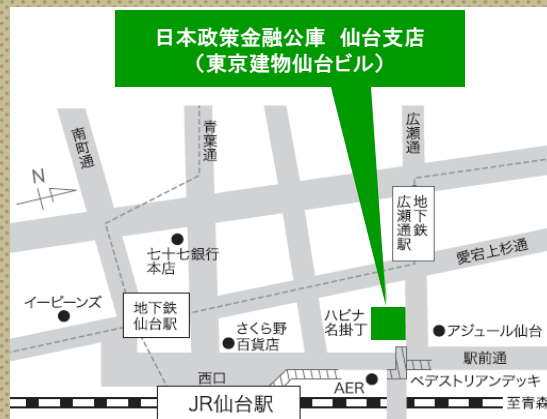 日本政策金融公庫 仙台支店
（東京建物仙台ビル）
南町通
青葉通
広瀬通
N
地下鉄
広瀬通駅
七十七銀行
本店
愛宕上杉通
イービーンズ
地下鉄
仙台駅
ハピナ
名掛丁
さくら野
百貨店
アジュール仙台
駅前通
西口
AER
ペデストリアンデッキ
JR仙台駅
至青森